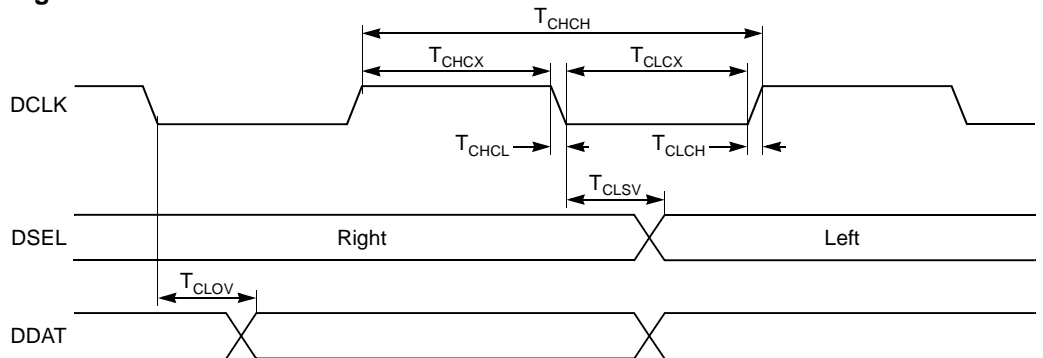 T_CHCH
T_CHCX T_CLCX
DCLK
T_CHCL T_CLCH
T_CLSV
DSEL Right Left
T_CLOV
DDAT